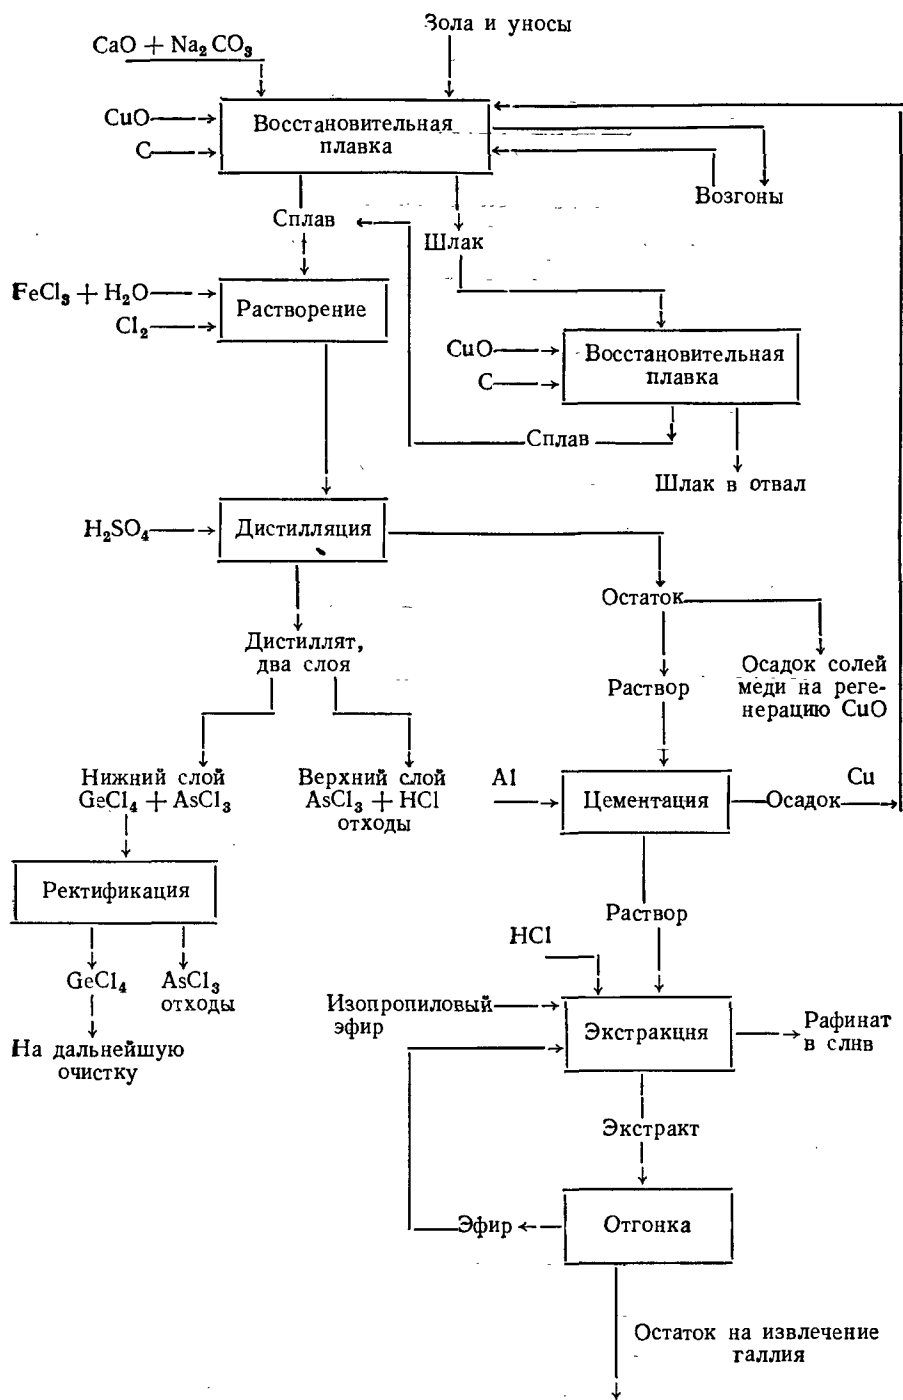 Зола и уносы
CaO + Na₂CO₃
CuO
C
Восстановительная
плавка
Возгоны
Сплав
Шлак
FeCl₃ + H₂O
Cl₂
Растворение
CuO
C
Восстановительная
плавка
Сплав
Шлак в отвал
H₂SO₄
Дистилляция
Остаток
Дистиллят,
два слоя
Раствор
Осадок солей
меди на реге-
нерацию CuO
Нижний слой
GeCl₄ + AsCl₃
Верхний слой
AsCl₃ + HCl
отходы
Al
Цементация
Осадок
Cu
Ректификация
Раствор
HCl
GeCl₄
AsCl₃
отходы
Изопропиловый
эфир
Экстракция
Рафинат
в слив
На дальнейшую
очистку
Экстракт
Эфир
Отгонка
Остаток на извлечение
галлия